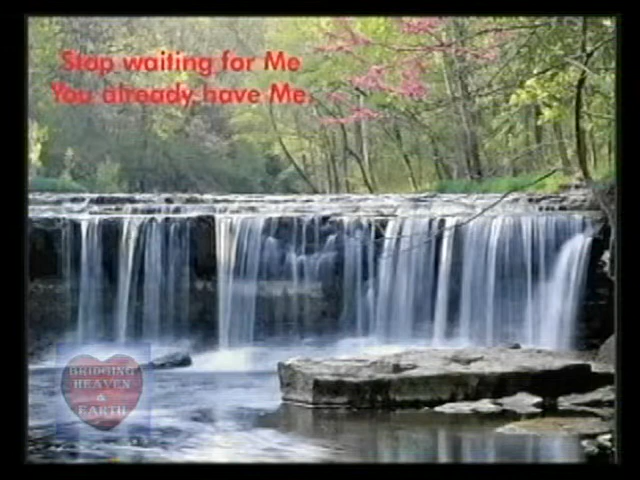 Stop waiting for Me
You already have Me.
BRIDGING
HEAVEN
&
EARTH